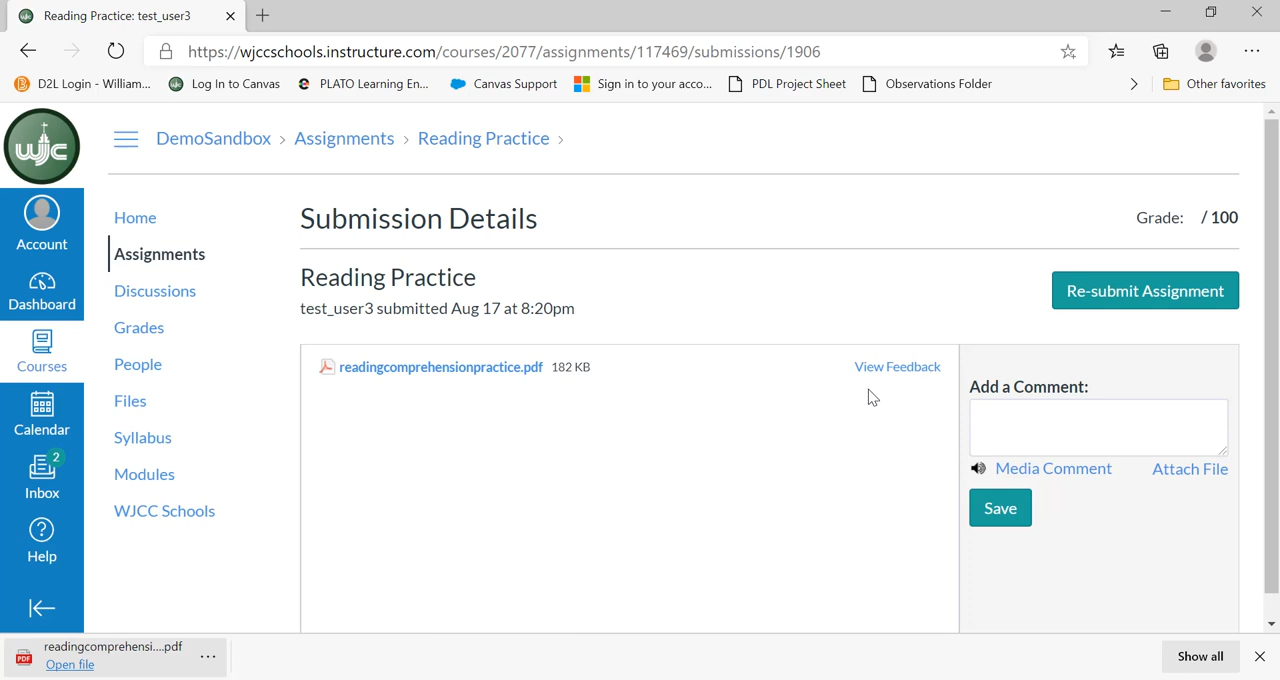 Reading Practice: test_user3
https://wjccschools.instructure.com/courses/2077/assignments/117469/submissions/1906
D2L Login - William... Log In to Canvas PLATO Learning En... Canvas Support Sign in to your acco... PDL Project Sheet Observations Folder Other favorites
wjc
DemoSandbox › Assignments › Reading Practice ›
Account
Dashboard
Courses
Calendar
2
Inbox
Help
Home
Assignments
Discussions
Grades
People
Files
Syllabus
Modules
WJCC Schools
Submission Details
Grade: / 100
Reading Practice
test_user3 submitted Aug 17 at 8:20pm
Re-submit Assignment
readingcomprehensionpractice.pdf 182 KB
View Feedback
Add a Comment:
Media Comment Attach File
Save
PDF
readingcomprehensi....pdf
Open file
Show all